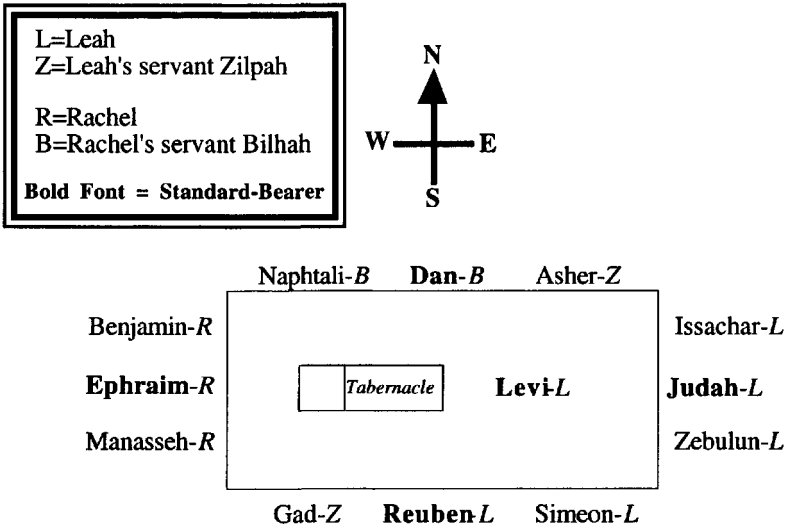 L=Leah
Z=Leah's servant Zilpah
R=Rachel
B=Rachel's servant Bilhah
Bold Font = Standard-Bearer
N
W E
S
Naphtali-B Dan-B Asher-Z
Benjamin-R Issachar-L
Ephraim-R Tabernacle Levi-L Judah-L
Manasseh-R Zebulun-L
Gad-Z Reuben-L Simeon-L